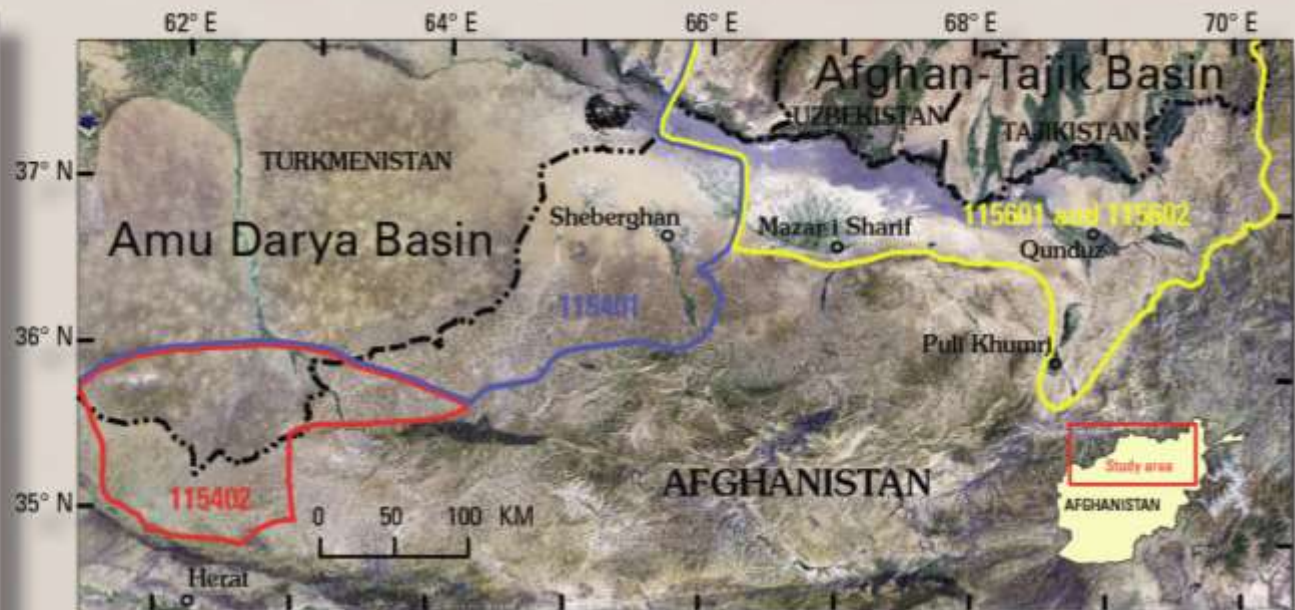 62° E
64° E
66° E
68° E
70° E
Afghan-Tajik Basin
UZBEKISTAN
TAJIKISTAN
TURKMENISTAN
37° N
Amu Darya Basin
Sheberghan
Mazar i Sharif
115601 and 115602
Qunduz
115401
36° N
Puli Khumri
AFGHANISTAN
Study area
AFGHANISTAN
35° N
115402
0 50 100 KM
Herat